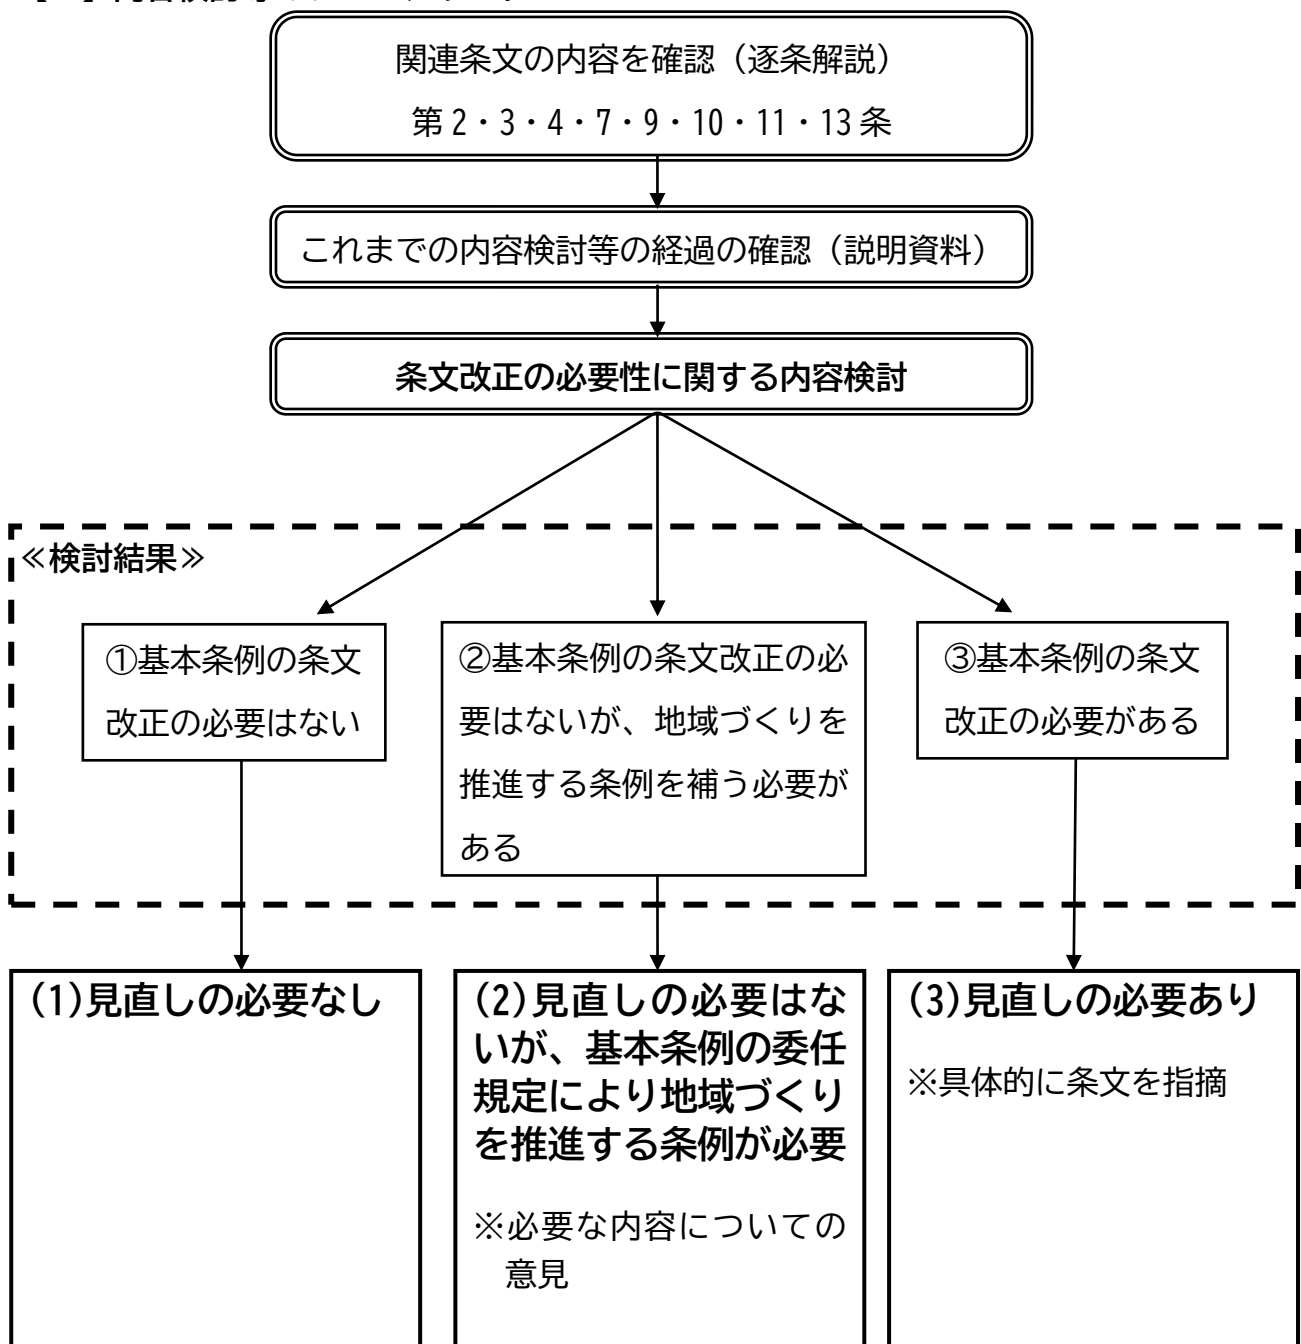 関連条文の内容を確認（逐条解説）
第2・3・4・7・9・10・11・13条
これまでの内容検討等の経過の確認（説明資料）
条文改正の必要性に関する内容検討
≪検討結果≫
①基本条例の条文
改正の必要はない
②基本条例の条文改正の必
要はないが、地域づくりを
推進する条例を補う必要が
ある
③基本条例の条文
改正の必要がある
(1)見直しの必要なし
(2)見直しの必要はな
いが、基本条例の委任
規定により地域づくり
を推進する条例が必要
※必要な内容についての
意見
(3)見直しの必要あり
※具体的に条文を指摘